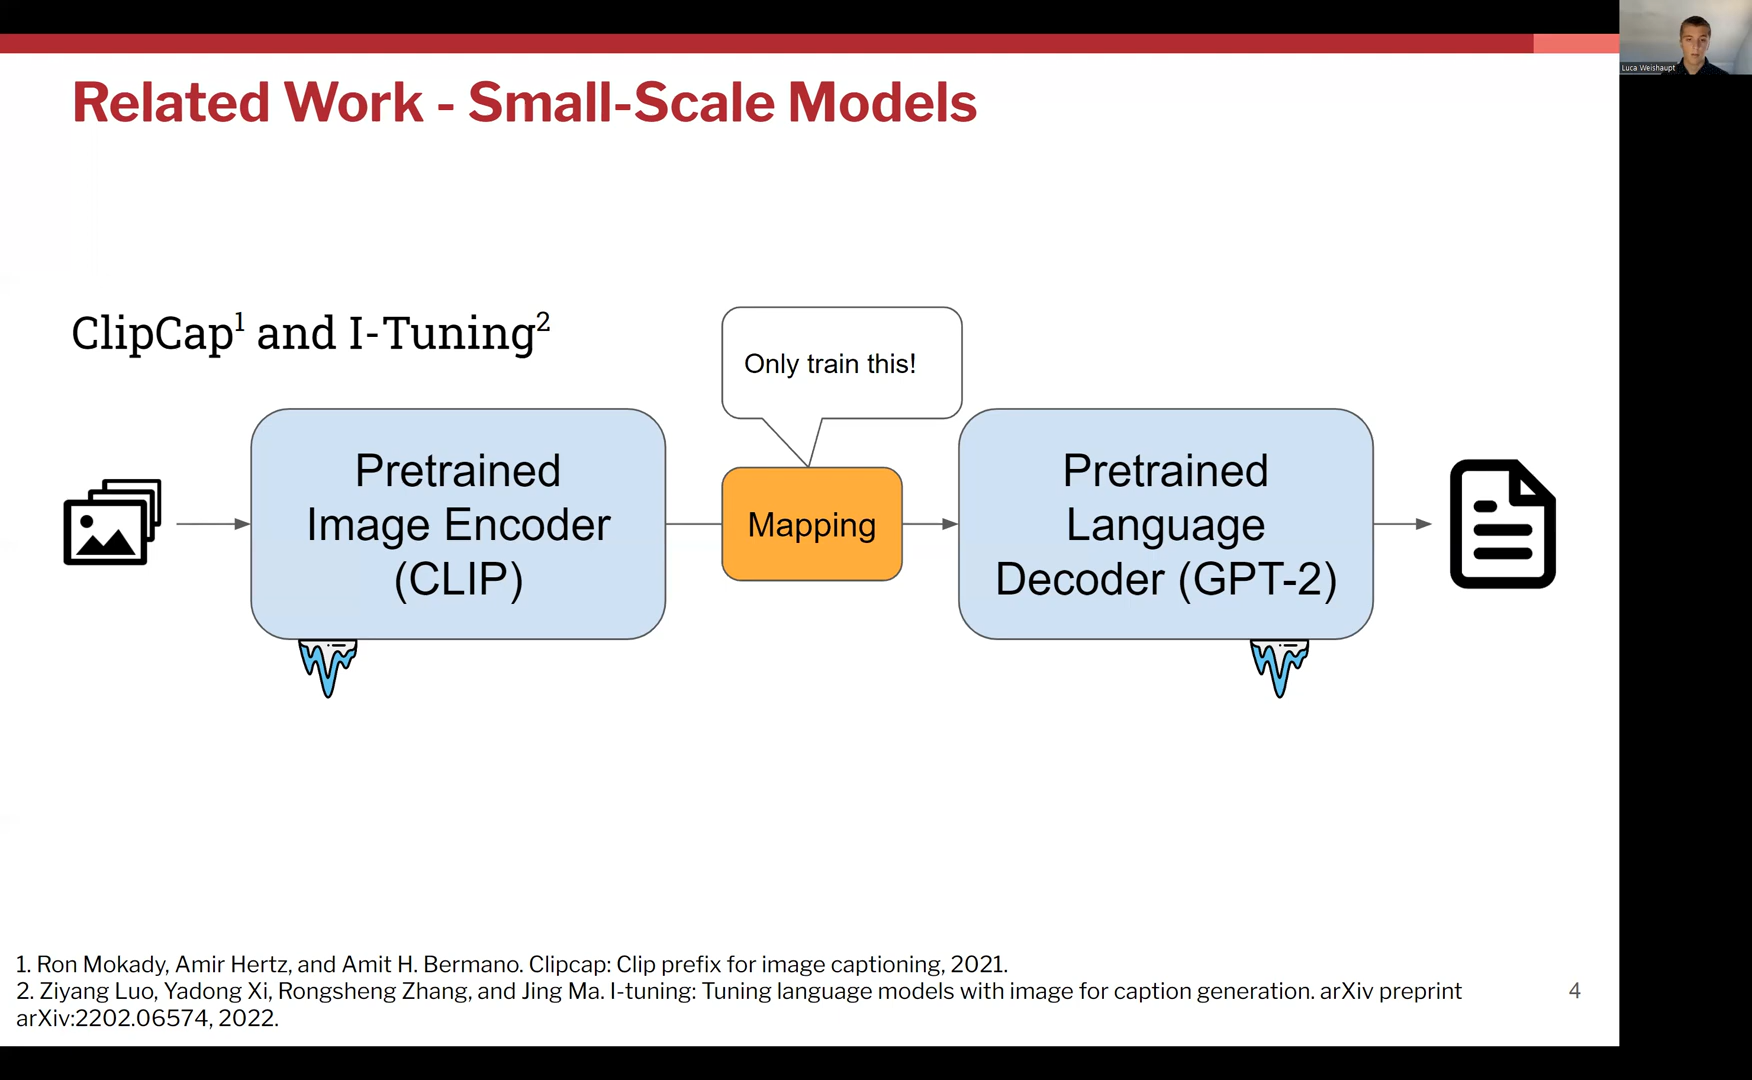 Related Work - Small-Scale Models
Luca Weishaupt
ClipCap¹ and I-Tuning²
Only train this!
Pretrained
Image Encoder
(CLIP)
Mapping
Pretrained
Language
Decoder (GPT-2)
1. Ron Mokady, Amir Hertz, and Amit H. Bermano. Clipcap: Clip prefix for image captioning, 2021.
2. Ziyang Luo, Yadong Xi, Rongsheng Zhang, and Jing Ma. I-tuning: Tuning language models with image for caption generation. arXiv preprint
arXiv:2202.06574, 2022.
4